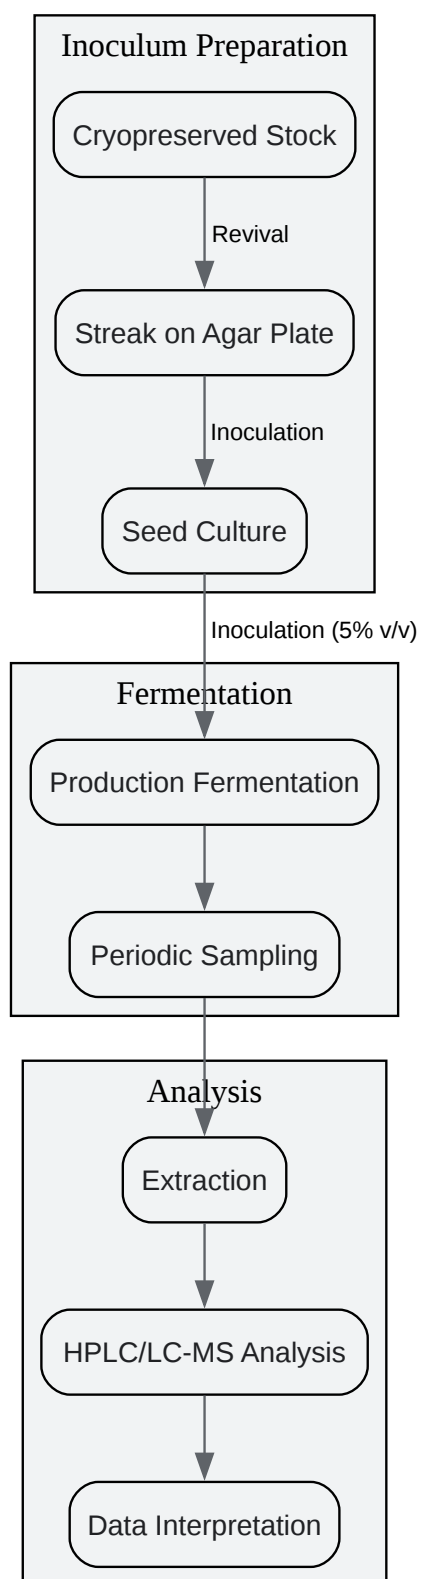 Inoculum Preparation
Cryopreserved Stock
Revival
Streak on Agar Plate
Inoculation
Seed Culture
Inoculation (5% v/v)
Fermentation
Production Fermentation
Periodic Sampling
Analysis
Extraction
HPLC/LC-MS Analysis
Data Interpretation